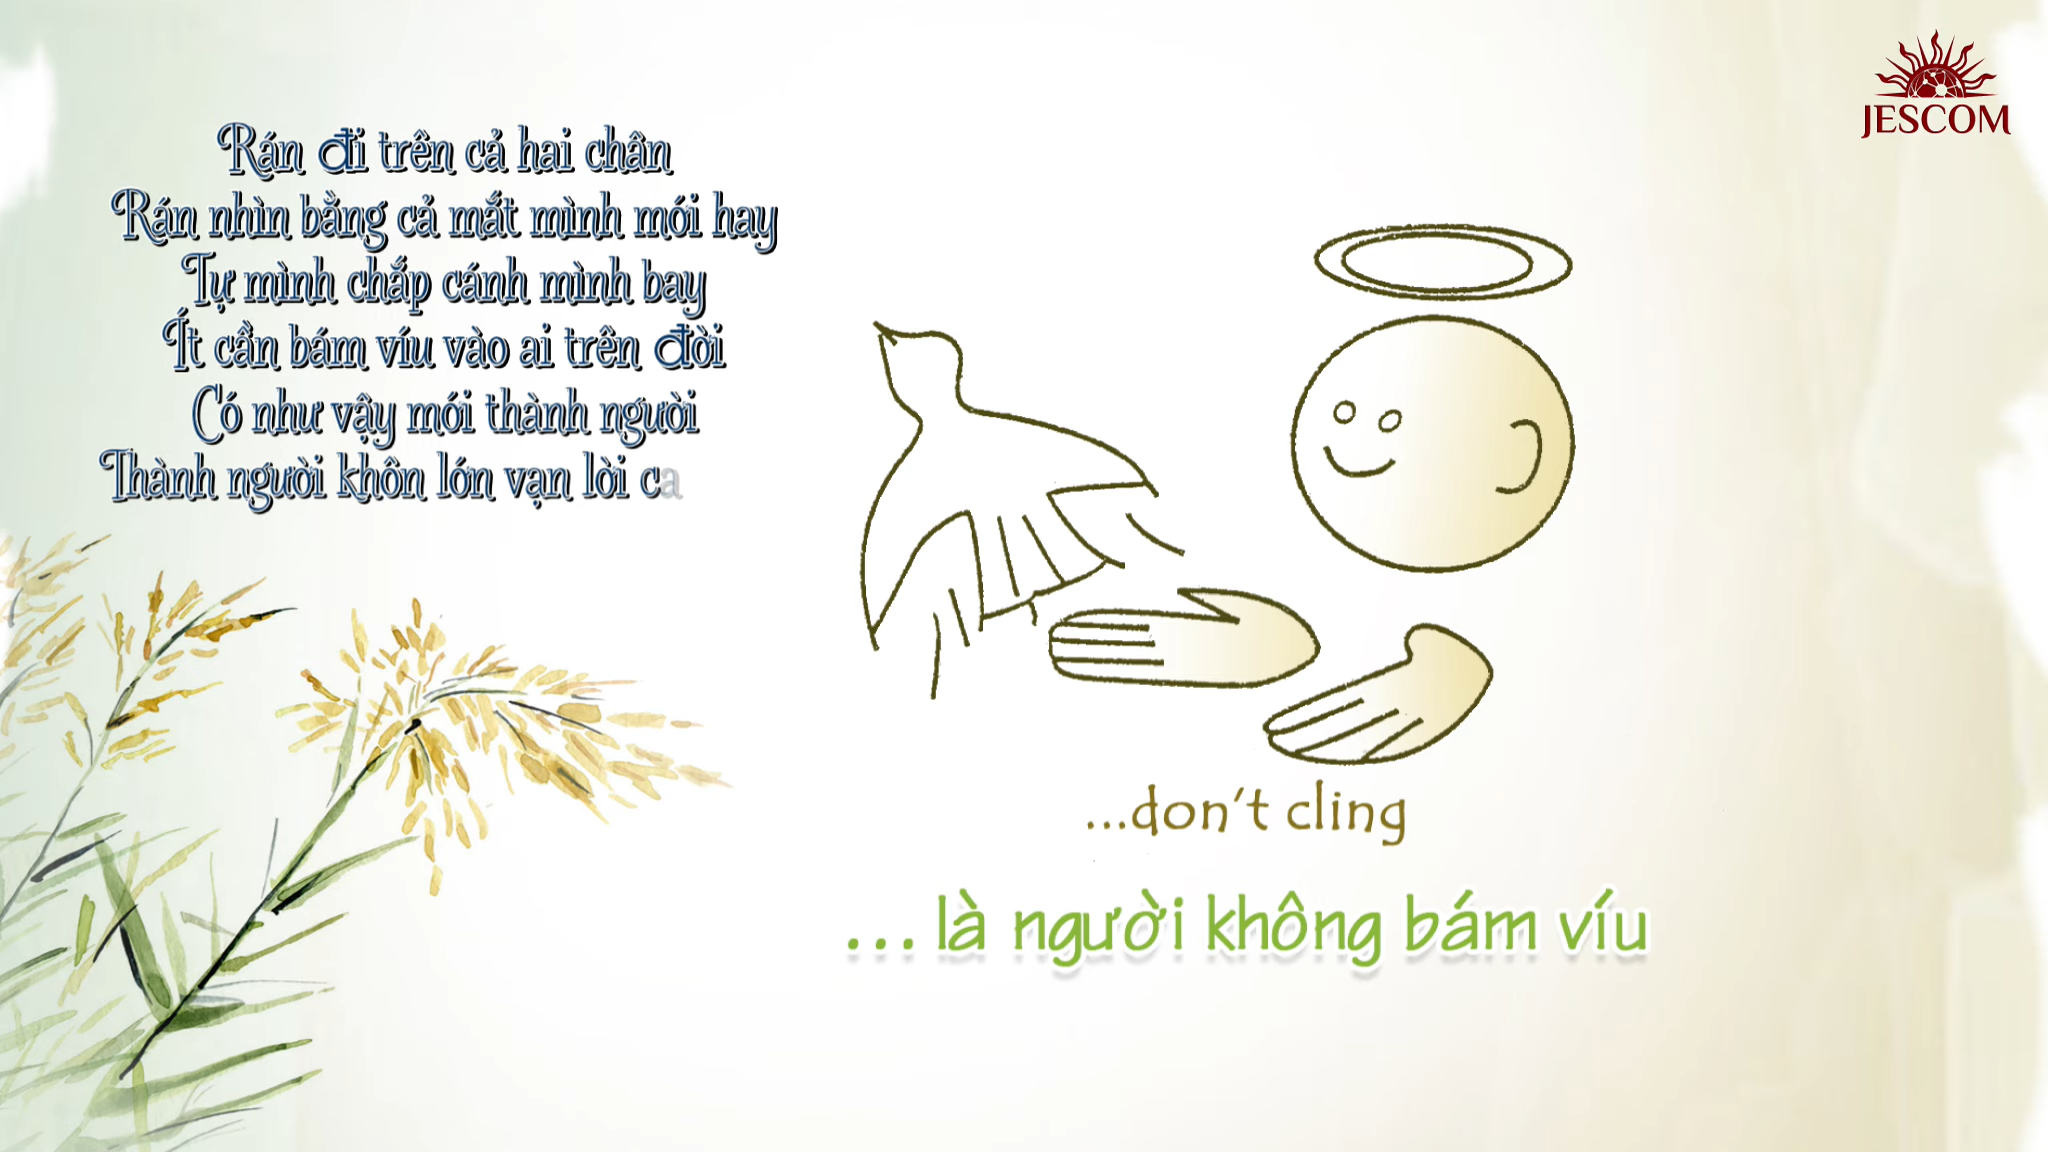 Rán đi trên cả hai chân
Rán nhìn bằng cả mắt mình mới hay
Tự mình chắp cánh mình bay
Ít cần bám víu vào ai trên đời
Có như vậy mới thành người
Thành người khôn lớn vạn lời ca
JESCOM
...don't cling
... là người không bám víu